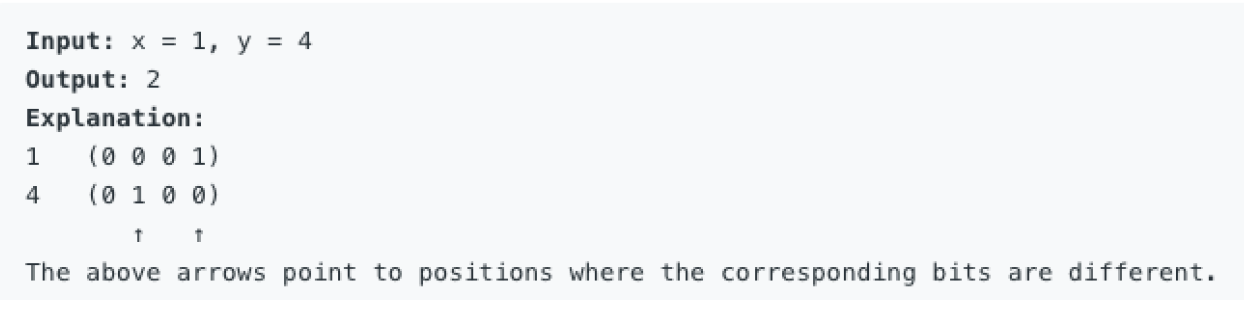 Input: x = 1, y = 4
Output: 2
Explanation:
1   (0 0 0 1)
4   (0 1 0 0)
       ↑   ↑
The above arrows point to positions where the corresponding bits are different.